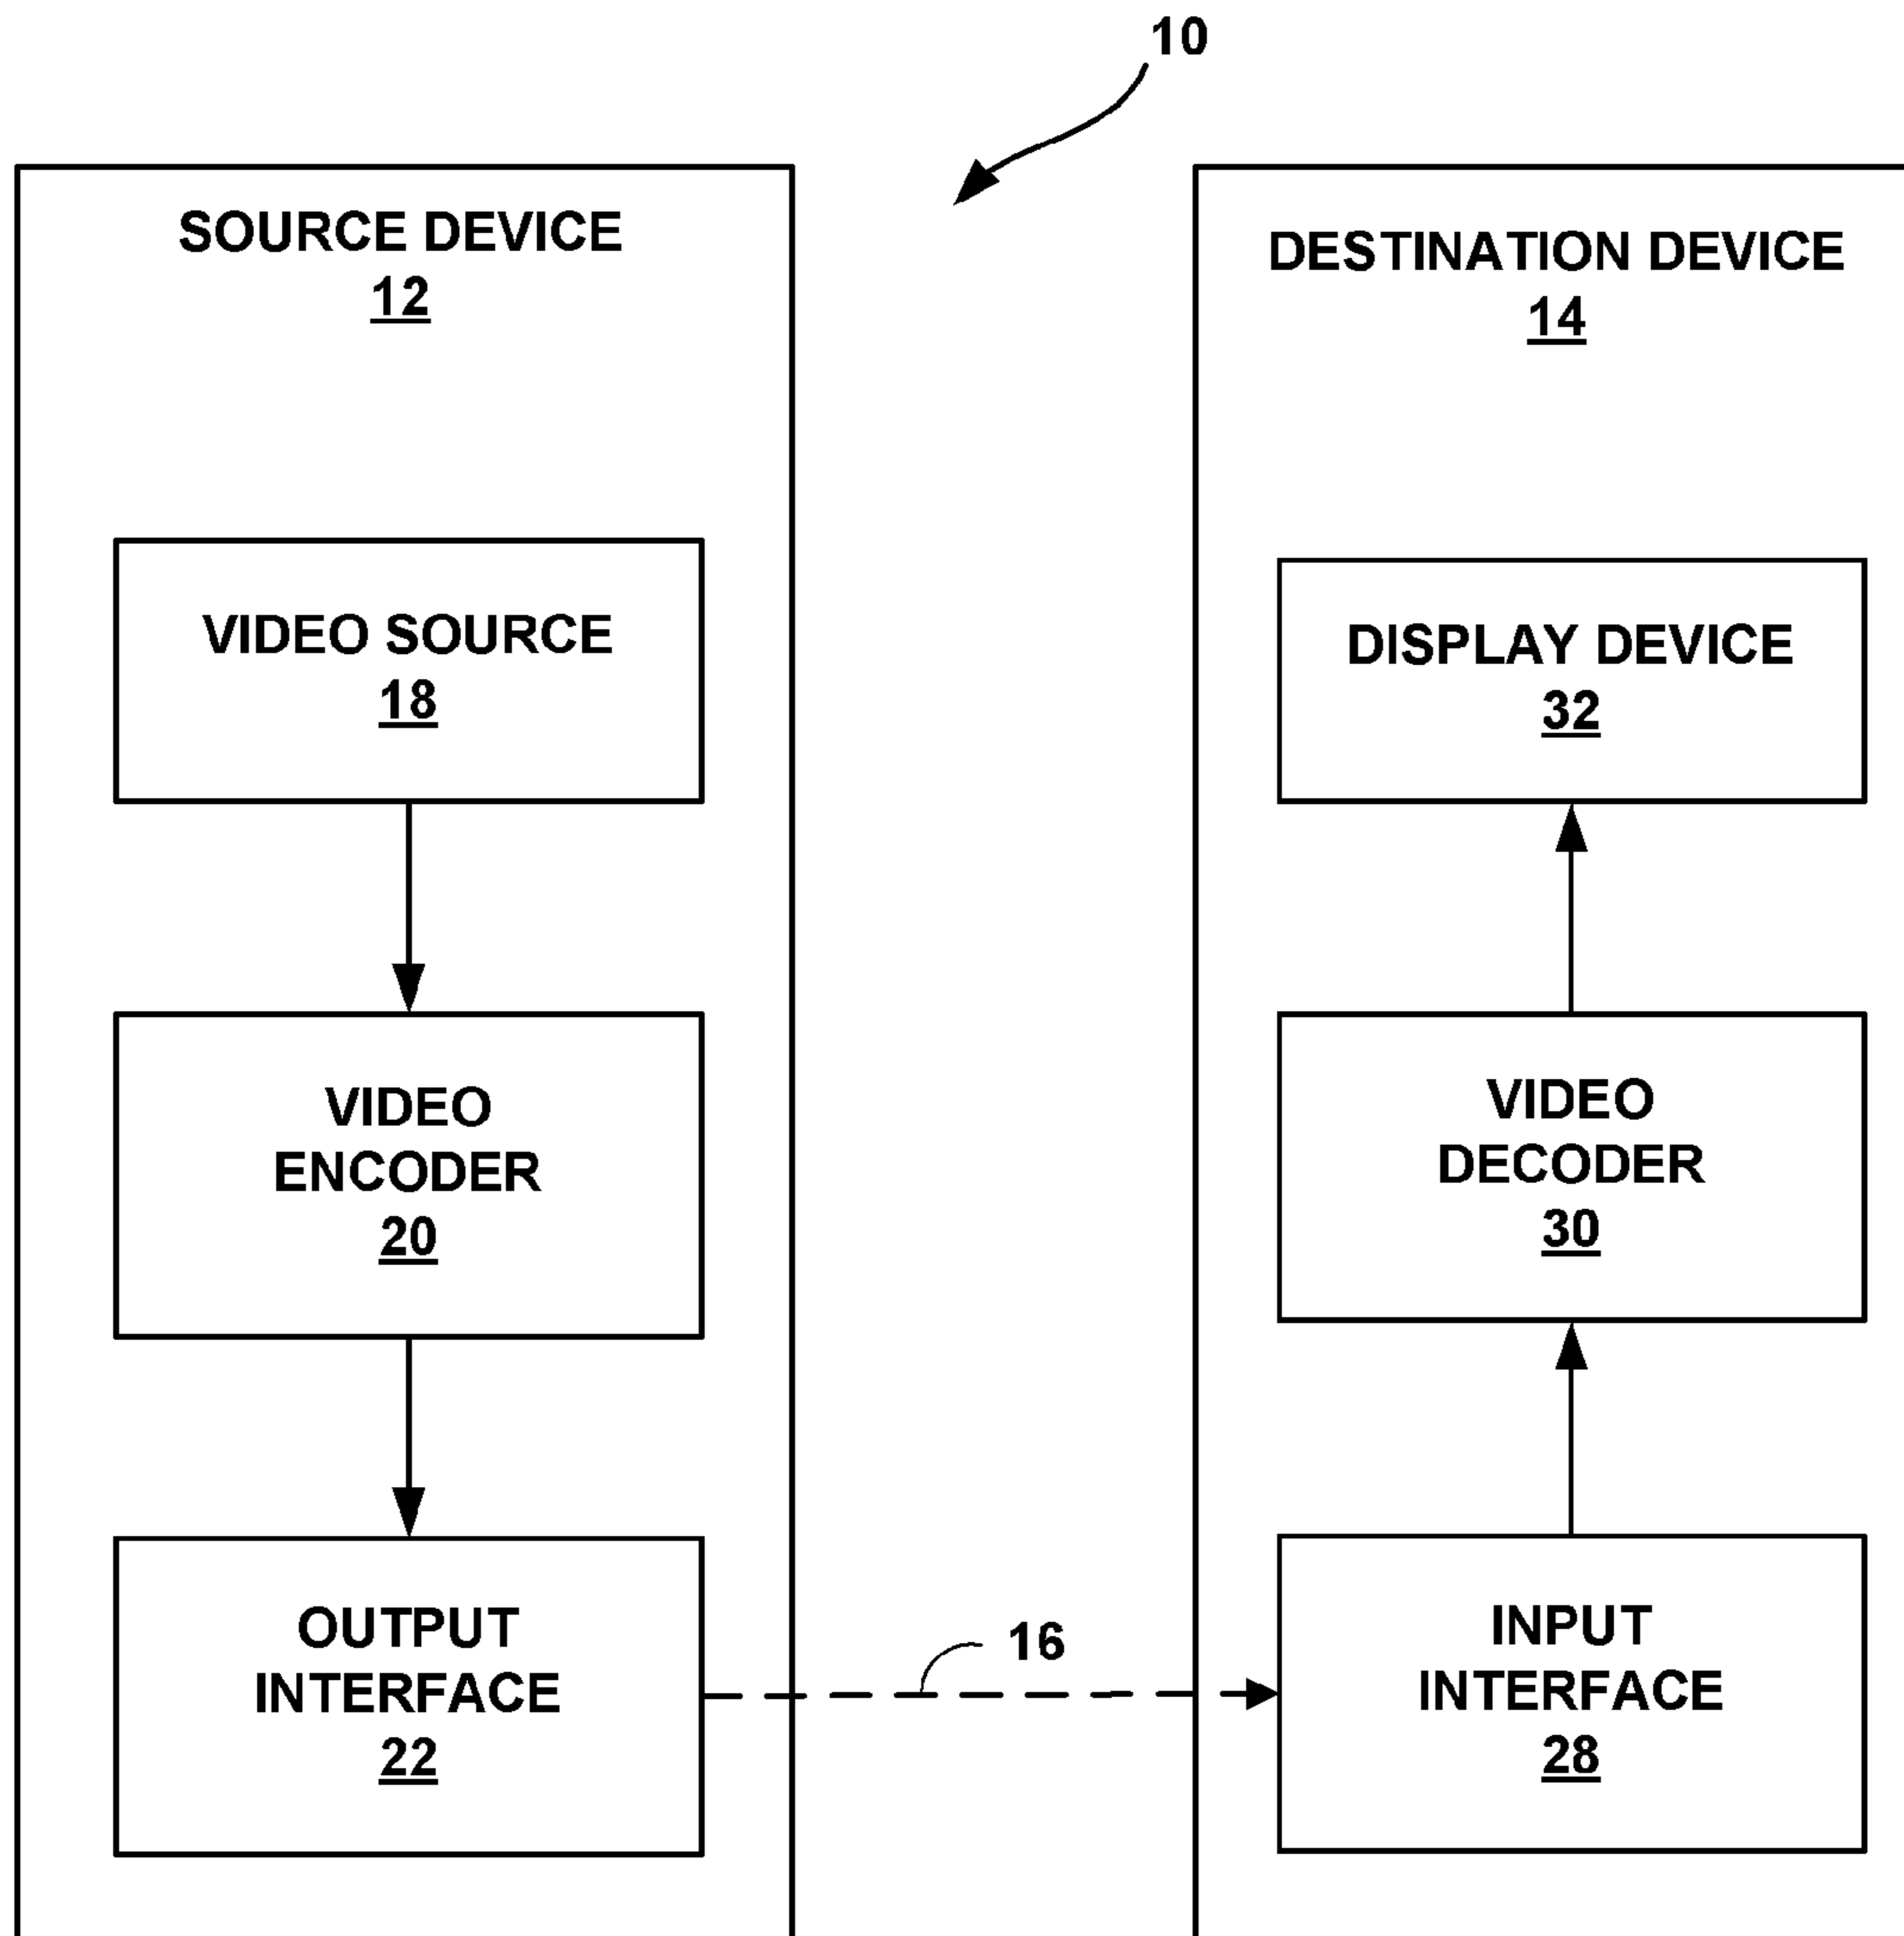 10
SOURCE DEVICE
12
VIDEO SOURCE
18
VIDEO
ENCODER
20
OUTPUT
INTERFACE
22
16
DESTINATION DEVICE
14
DISPLAY DEVICE
32
VIDEO
DECODER
30
INPUT
INTERFACE
28